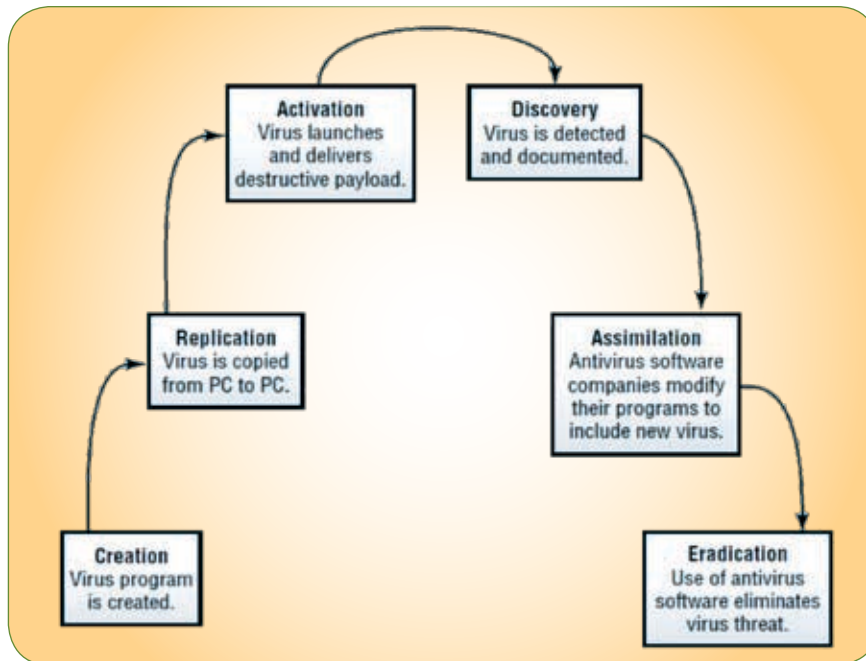 Activation
Virus launches
and delivers
destructive payload.
Discovery
Virus is detected
and documented.
Replication
Virus is copied
from PC to PC.
Assimilation
Antivirus software
companies modify
their programs to
include new virus.
Creation
Virus program
is created.
Eradication
Use of antivirus
software eliminates
virus threat.